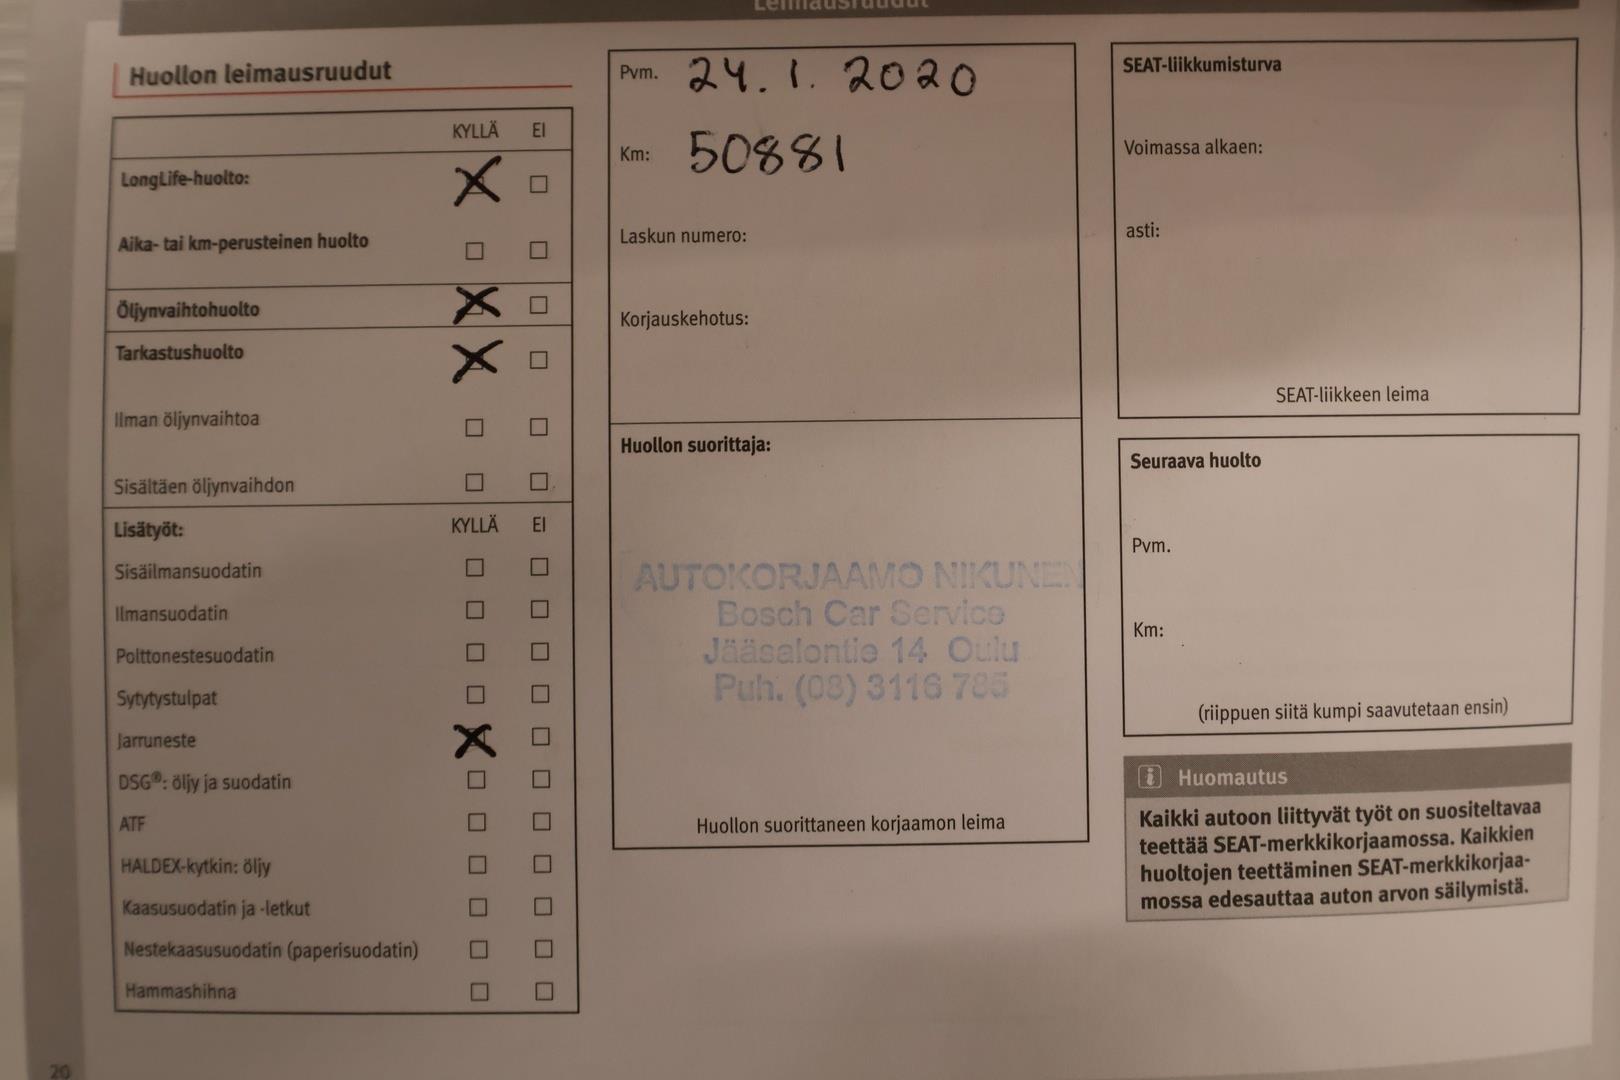 Leimausruudut
Huollon leimausruudut
KYLLÄ EI
LongLife-huolto:
Aika- tai km-perusteinen huolto
Öljynvaihtohuolto
Tarkastushuolto
Ilman öljynvaihtoa
Sisältäen öljynvaihdon
Lisätyöt: KYLLÄ EI
Sisäilmansuodatin
Ilmansuodatin
Polttonestesuodatin
Sytytystulpat
Jarruneste
DSG®: öljy ja suodatin
ATF
HALDEX-kytkin: öljy
Kaasusuodatin ja -letkut
Nestekaasusuodatin (paperisuodatin)
Hammashihna
20
Pvm. 24.1.2020
Km: 50881
Laskun numero:
Korjauskehotus:
Huollon suorittaja:
AUTOKORJAAMO NIKUNEN
Bosch Car Service
Jääsalontie 14 Oulu
Puh. (08) 3116 785
Huollon suorittaneen korjaamon leima
SEAT-liikkumisturva
Voimassa alkaen:
asti:
SEAT-liikkeen leima
Seuraava huolto
Pvm.
Km:
(riippuen siitä kumpi saavutetaan ensin)
i Huomautus
Kaikki autoon liittyvät työt on suositeltavaa
teettää SEAT-merkkikorjaamossa. Kaikkien
huoltojen teettäminen SEAT-merkkikorjaa-
mossa edesauttaa auton arvon säilymistä.